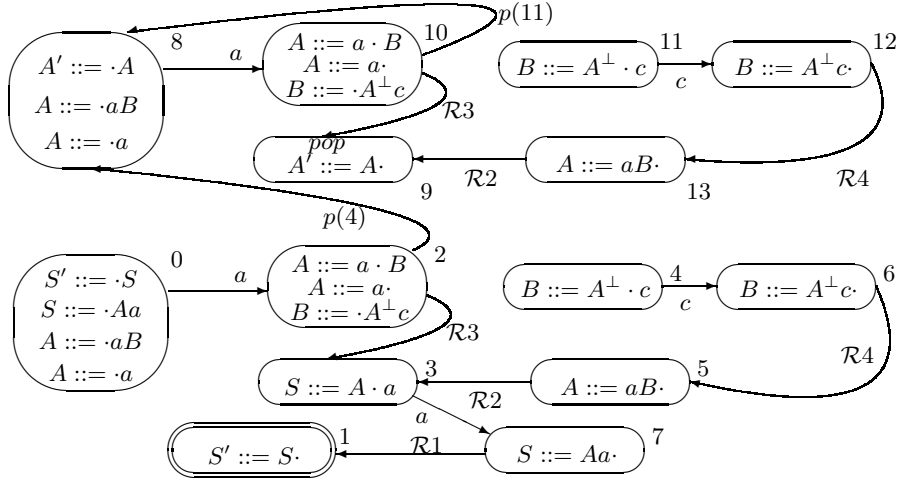 p(11)
8
10
11
12
A' ::= ·A
A ::= ·aB
A ::= ·a
a
A ::= a · B
A ::= a·
B ::= ·A⊥c
B ::= A⊥ · c
c
B ::= A⊥c·
R3
pop
A' ::= A·
9
R2
A ::= aB·
13
R4
p(4)
0
2
4
6
S' ::= ·S
S ::= ·Aa
A ::= ·aB
A ::= ·a
a
A ::= a · B
A ::= a·
B ::= ·A⊥c
B ::= A⊥ · c
c
B ::= A⊥c·
R3
R4
S ::= A · a
3
R2
A ::= aB·
5
a
S' ::= S·
1
R1
S ::= Aa·
7